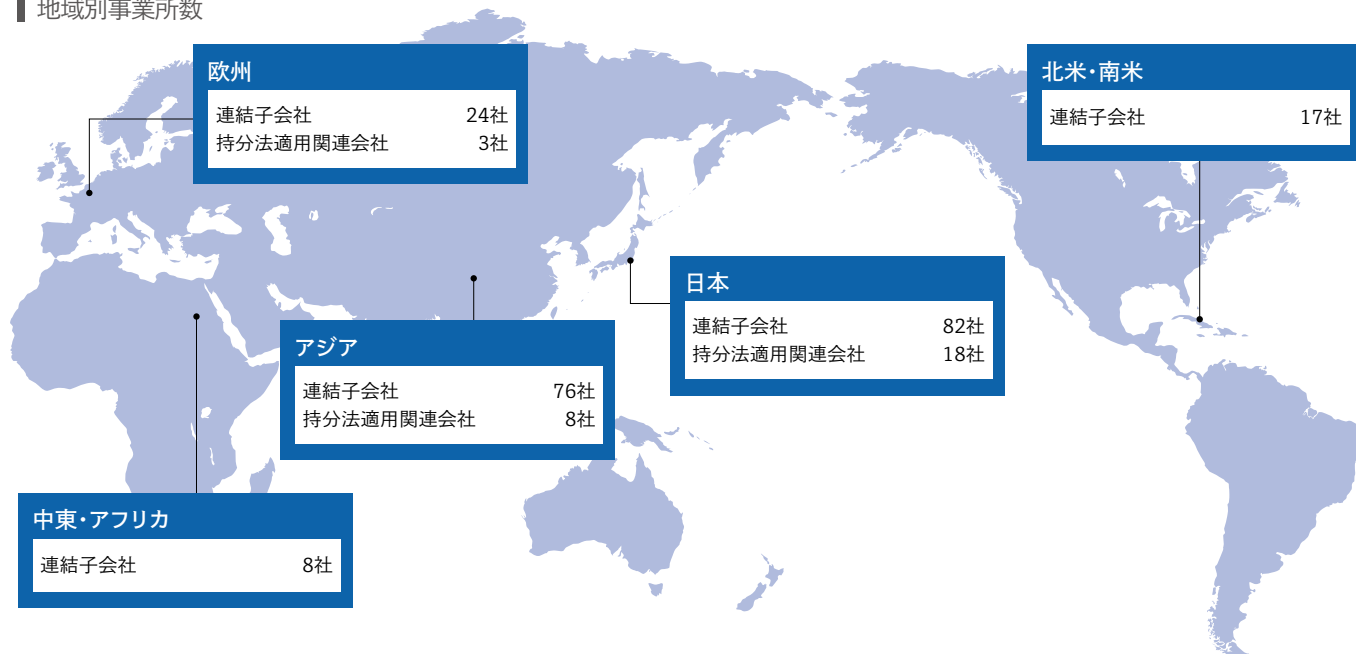 地域別事業所数
欧州
連結子会社 24社
持分法適用関連会社 3社
北米・南米
連結子会社 17社
日本
連結子会社 82社
持分法適用関連会社 18社
アジア
連結子会社 76社
持分法適用関連会社 8社
中東・アフリカ
連結子会社 8社